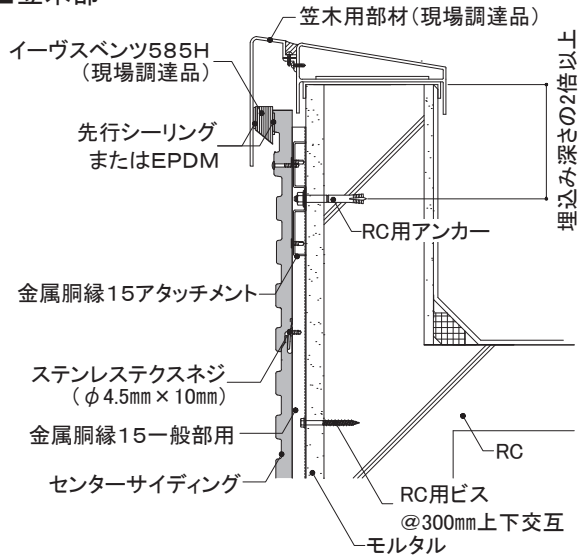 ■笠木部
笠木用部材(現場調達品)
イーヴスベンツ585H
(現場調達品)
先行シーリング
またはEPDM
埋込み深さの2倍以上
RC用アンカー
金属胴縁15アタッチメント
ステンレステクスネジ
(φ4.5mm×10mm)
金属胴縁15一般部用
センターサイディング
RC
RC用ビス
@300mm上下交互
モルタル